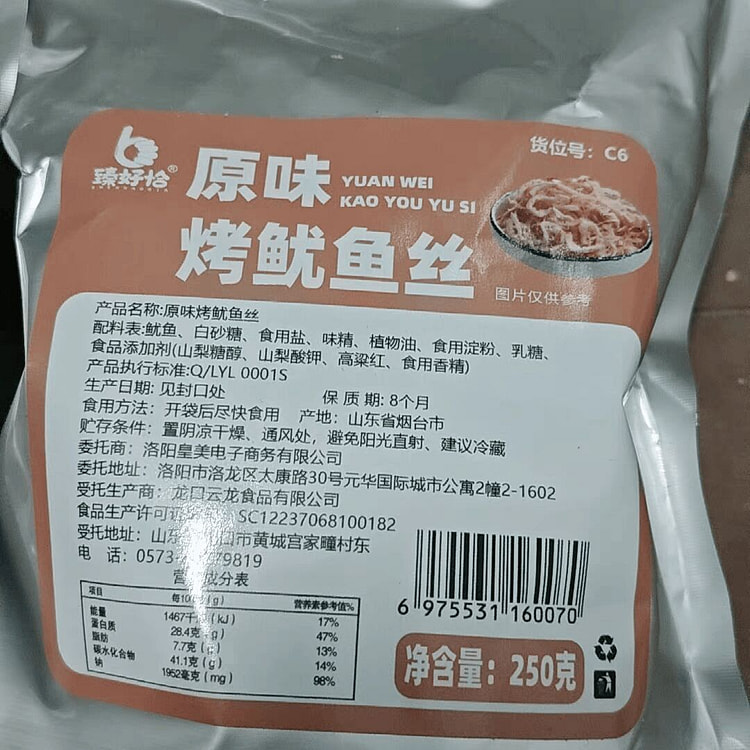 臻好恰®
货位号：C6
原味
YUAN WEI
KAO YOU YU SI
烤鱿鱼丝
图片仅供参考
产品名称:原味烤鱿鱼丝
配料表:鱿鱼、白砂糖、食用盐、味精、植物油、食用淀粉、乳糖、
食品添加剂(山梨糖醇、山梨酸钾、高粱红、食用香精)
产品执行标准:Q/LYL 0001S
生产日期: 见封口处 保 质 期: 8个月
食用方法：开袋后尽快食用 产地：山东省烟台市
贮存条件：置阴凉干燥、通风处，避免阳光直射、建议冷藏
委托商：洛阳皇美电子商务有限公司
委托地址：洛阳市洛龙区太康路30号元华国际城市公寓2幢2-1602
受托生产商：龙口云龙食品有限公司
食品生产许可证 SC12237068100182
受托地址：山东 市黄城宫家疃村东
电 话：0573- 79819
营 成分表
项目 每100 (g) 营养素参考值%
能量 1467千 (kJ) 17%
蛋白质 28.4克(g) 47%
脂肪 7.7克(g) 13%
碳水化合物 41.1克(g) 14%
钠 1952毫克(mg) 98%
6 975531 160070
净含量：250克